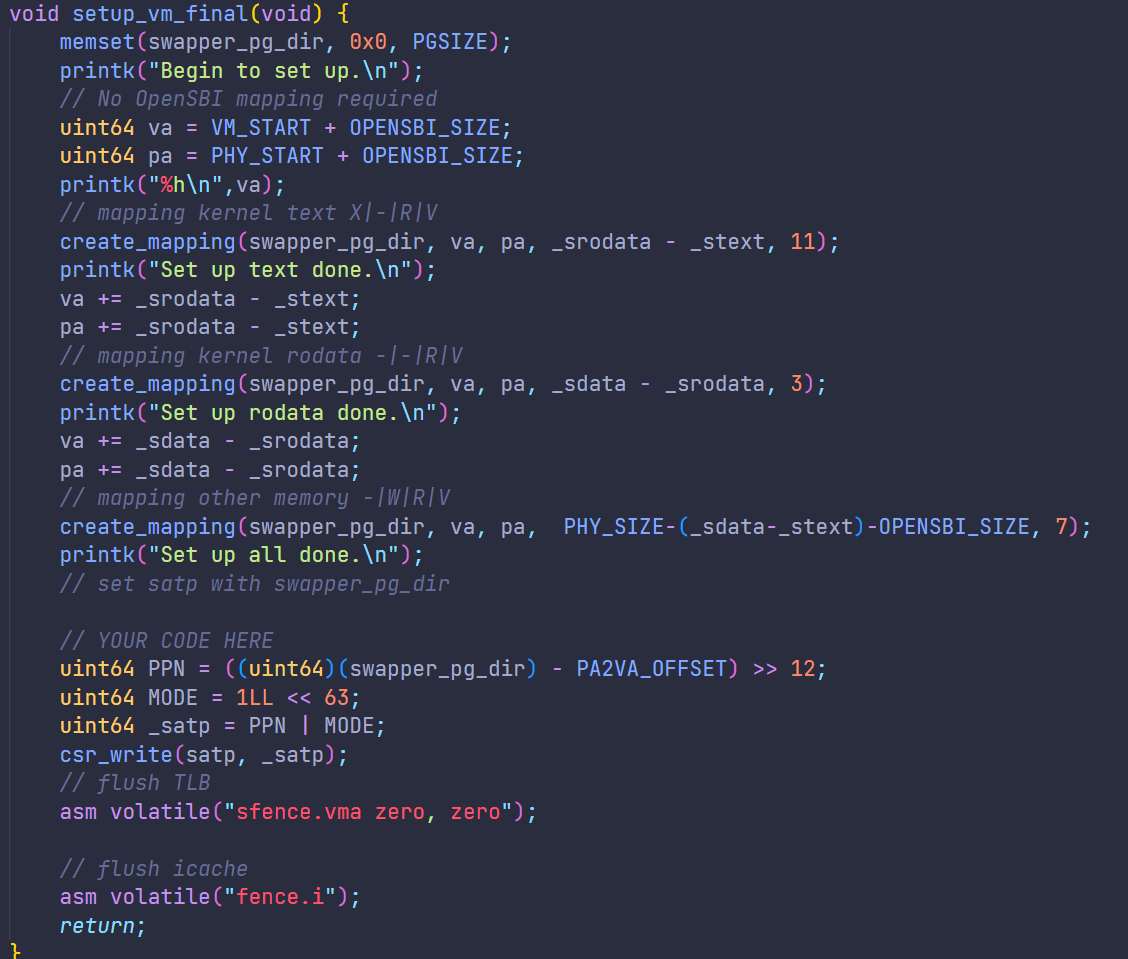 void setup_vm_final(void) {
    memset(swapper_pg_dir, 0x0, PGSIZE);
    printk("Begin to set up.\n");
    // No OpenSBI mapping required
    uint64 va = VM_START + OPENSBI_SIZE;
    uint64 pa = PHY_START + OPENSBI_SIZE;
    printk("%h\n",va);
    // mapping kernel text X|-|R|V
    create_mapping(swapper_pg_dir, va, pa, _srodata - _stext, 11);
    printk("Set up text done.\n");
    va += _srodata - _stext;
    pa += _srodata - _stext;
    // mapping kernel rodata -|-|R|V
    create_mapping(swapper_pg_dir, va, pa, _sdata - _srodata, 3);
    printk("Set up rodata done.\n");
    va += _sdata - _srodata;
    pa += _sdata - _srodata;
    // mapping other memory -|W|R|V
    create_mapping(swapper_pg_dir, va, pa,  PHY_SIZE-(_sdata-_stext)-OPENSBI_SIZE, 7);
    printk("Set up all done.\n");
    // set satp with swapper_pg_dir

    // YOUR CODE HERE
    uint64 PPN = ((uint64)(swapper_pg_dir) - PA2VA_OFFSET) >> 12;
    uint64 MODE = 1LL << 63;
    uint64 _satp = PPN | MODE;
    csr_write(satp, _satp);
    // flush TLB
    asm volatile("sfence.vma zero, zero");

    // flush icache
    asm volatile("fence.i");
    return;
}